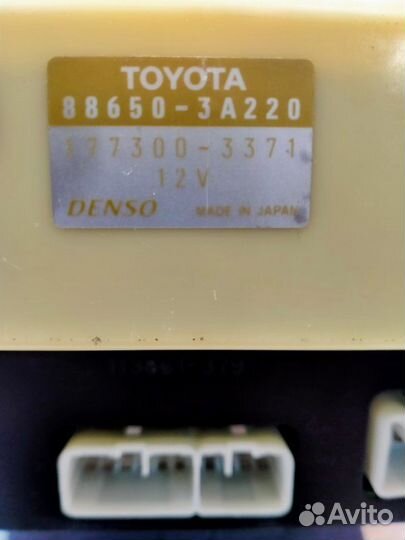 TOYOTA
88650-3A220
177300-3371
12V
DENSO MADE IN JAPAN
Avito